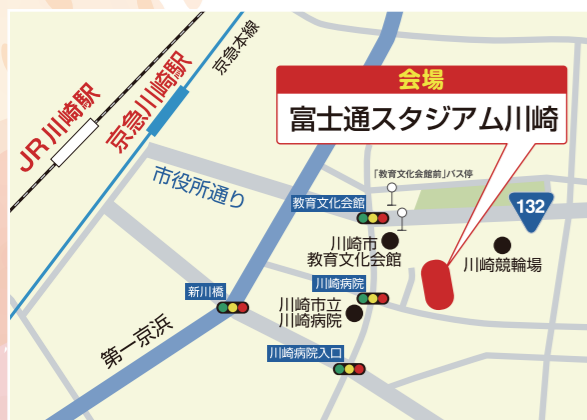 京急本線
京急川崎駅
JR川崎駅
会場
富士通スタジアム川崎
市役所通り
「教育文化会館前」バス停
教育文化会館
132
川崎市
教育文化会館
川崎競輪場
新川橋
川崎病院
川崎市立
川崎病院
第一京浜
川崎病院入口